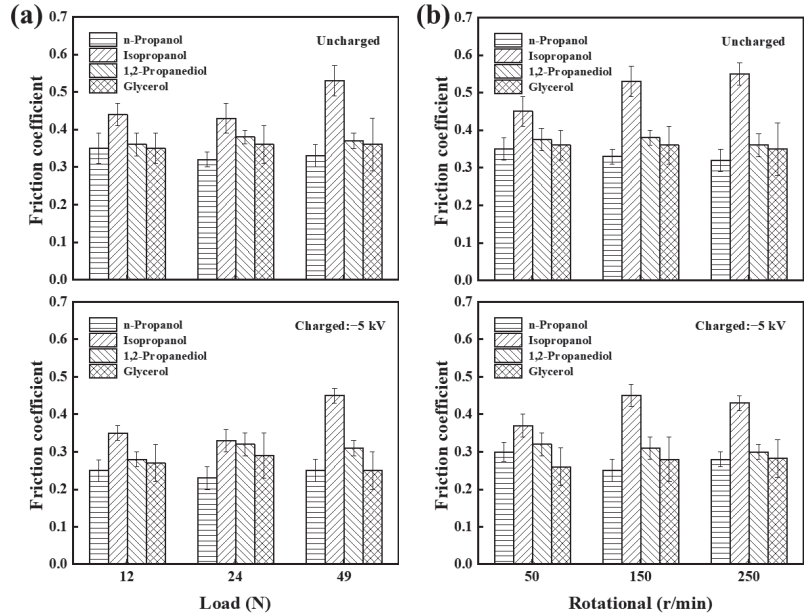 (a)
0.7
0.6
0.5
0.4
0.3
0.2
0.1
0.0
Friction coefficient
n-Propanol
Isopropanol
1,2-Propanediol
Glycerol
Uncharged
0.7
0.6
0.5
0.4
0.3
0.2
0.1
0.0
Friction coefficient
n-Propanol
Isopropanol
1,2-Propanediol
Glycerol
Charged:−5 kV
12 24 49
Load (N)
(b)
0.7
0.6
0.5
0.4
0.3
0.2
0.1
0.0
Friction coefficient
n-Propanol
Isopropanol
1,2-Propanediol
Glycerol
Uncharged
0.7
0.6
0.5
0.4
0.3
0.2
0.1
0.0
Friction coefficient
n-Propanol
Isopropanol
1,2-Propanediol
Glycerol
Charged:−5 kV
50 150 250
Rotational (r/min)